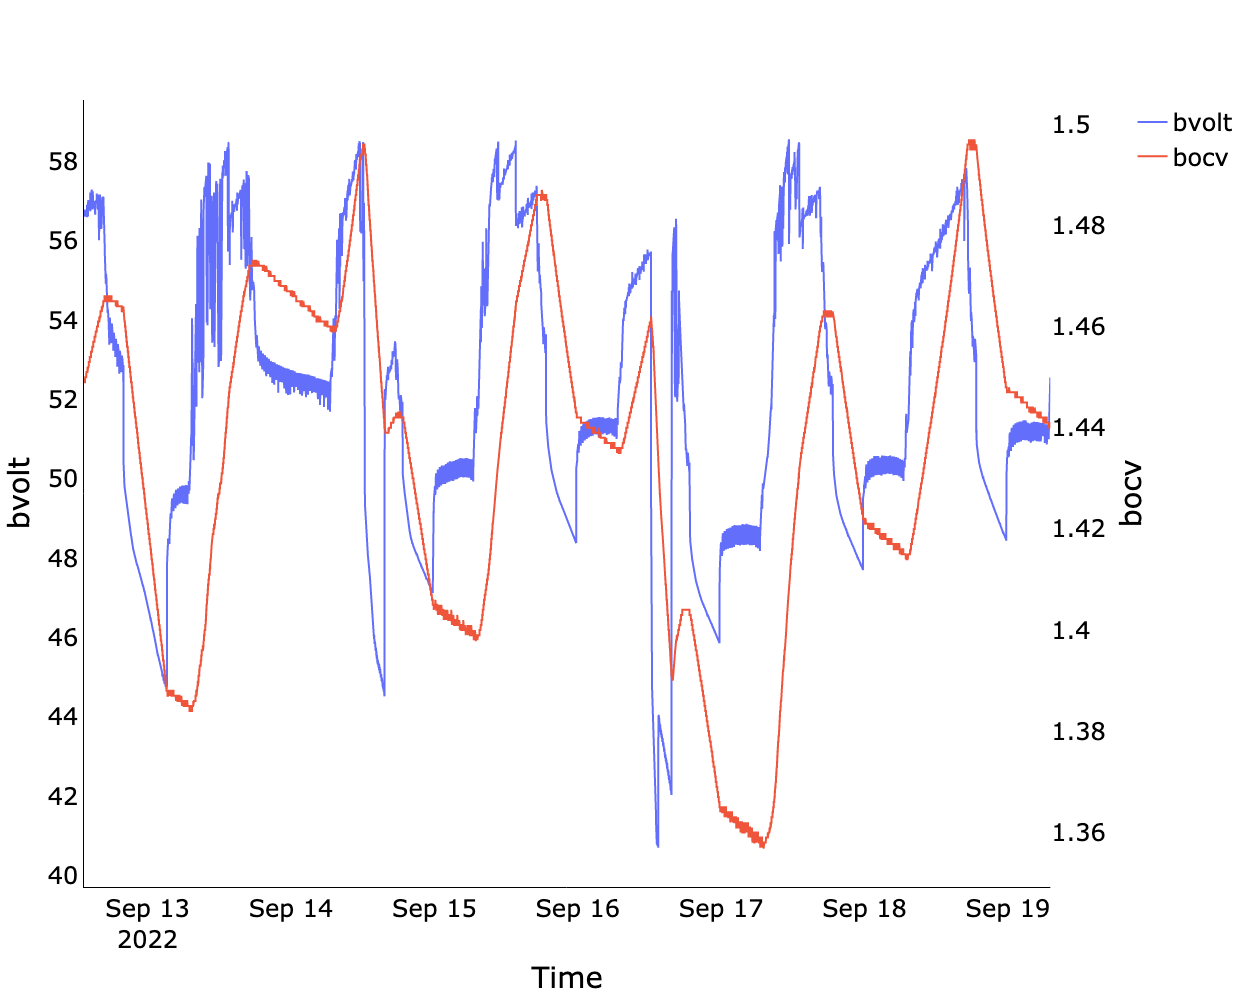 bvolt
bocv
58
56
54
52
50
48
46
44
42
40
bvolt
1.5
1.48
1.46
1.44
1.42
1.4
1.38
1.36
bocv
Sep 13
2022
Sep 14
Sep 15
Sep 16
Sep 17
Sep 18
Sep 19
Time